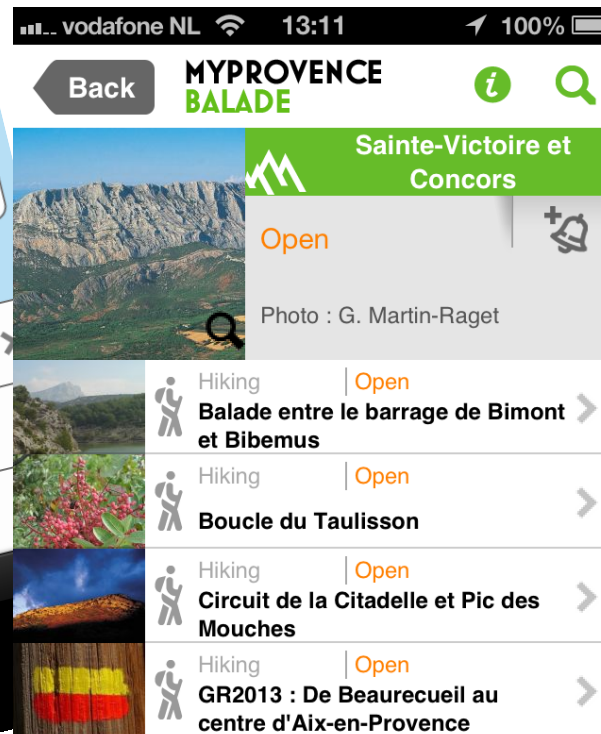 vodafone NL 13:11 100%
Back
MYPROVENCE
BALADE
i
Sainte-Victoire et
Concors
Open
Photo : G. Martin-Raget
Hiking Open
Balade entre le barrage de Bimont
et Bibemus
Hiking Open
Boucle du Taulisson
Hiking Open
Circuit de la Citadelle et Pic des
Mouches
Hiking Open
GR2013 : De Beaurecueil au
centre d'Aix-en-Provence